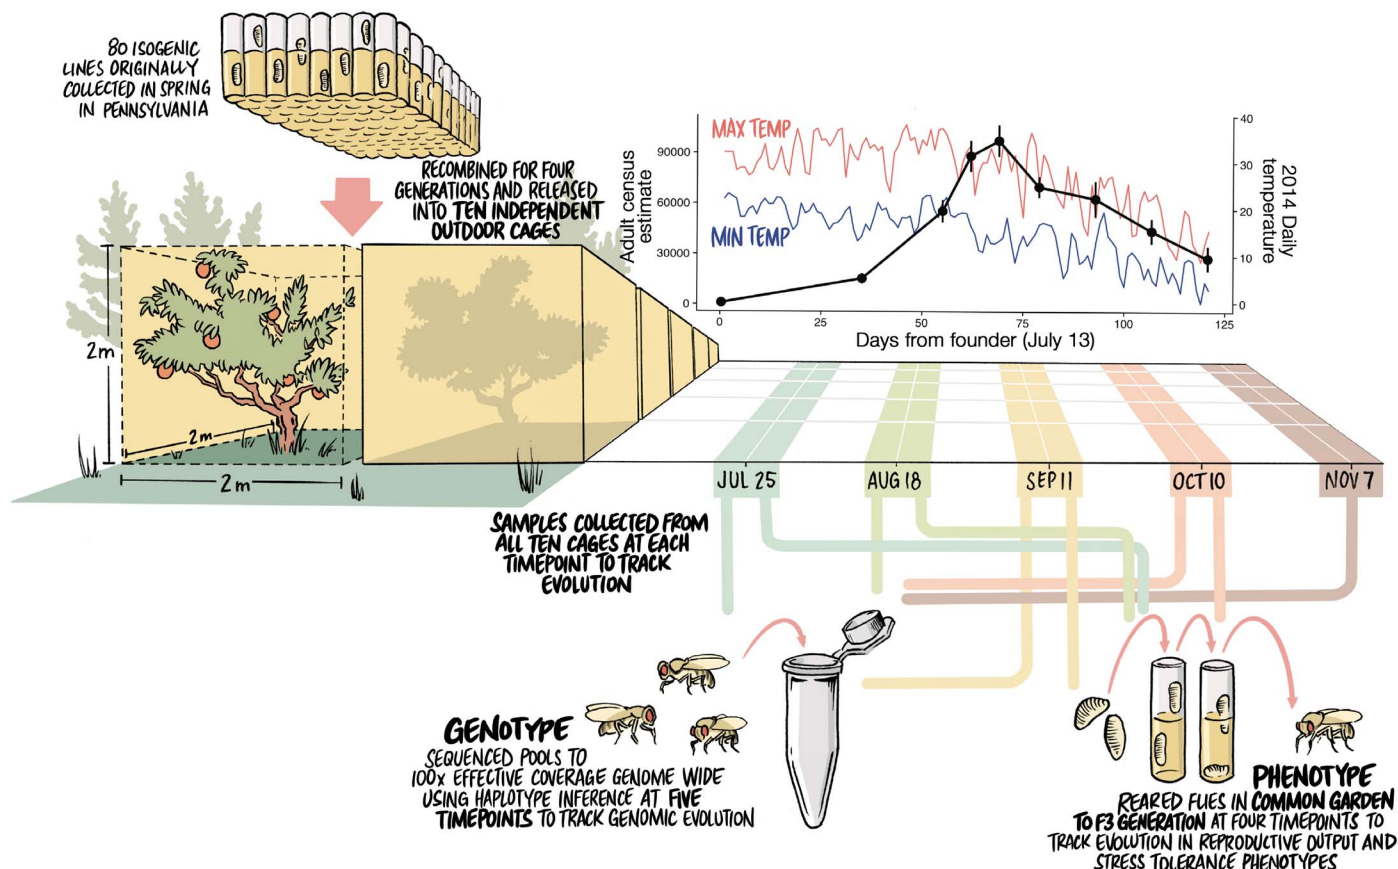 80 ISOGENIC
LINES ORIGINALLY
COLLECTED IN SPRING
IN PENNSYLVANIA
RECOMBINED FOR FOUR
GENERATIONS AND RELEASED
INTO TEN INDEPENDENT
OUTDOOR CAGES
2m
2m
2m
MAX TEMP
MIN TEMP
Adult census
estimate
90000
60000
30000
0
40
30
20
10
0
2014 Daily
temperature
0 25 50 75 100 125
Days from founder (July 13)
JUL 25 AUG 18 SEP 11 OCT 10 NOV 7
SAMPLES COLLECTED FROM
ALL TEN CAGES AT EACH
TIMEPOINT TO TRACK
EVOLUTION
GENOTYPE
SEQUENCED POOLS TO
100x EFFECTIVE COVERAGE GENOME WIDE
USING HAPLOTYPE INFERENCE AT FIVE
TIMEPOINTS TO TRACK GENOMIC EVOLUTION
PHENOTYPE
REARED FLIES IN COMMON GARDEN
TO F3 GENERATION AT FOUR TIMEPOINTS TO
TRACK EVOLUTION IN REPRODUCTIVE OUTPUT AND
STRESS TOLERANCE PHENOTYPES